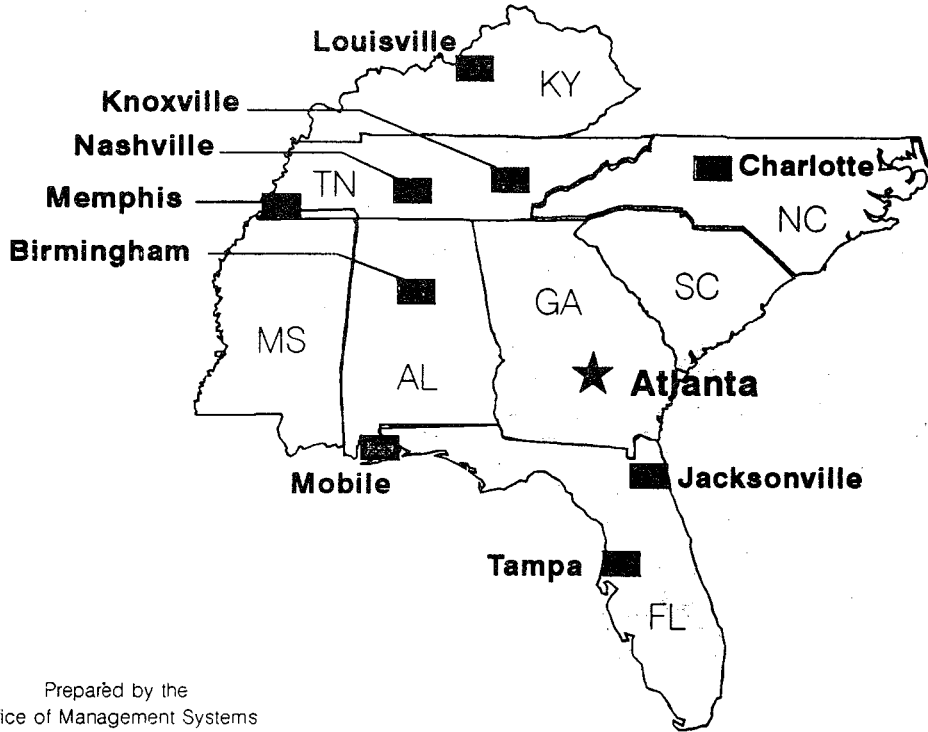 Louisville
KY
Knoxville
Nashville
TN
Charlotte
Memphis
NC
Birmingham
SC
GA
MS
AL
Atlanta
Mobile
Jacksonville
Tampa
FL
Prepared by the
ice of Management Systems